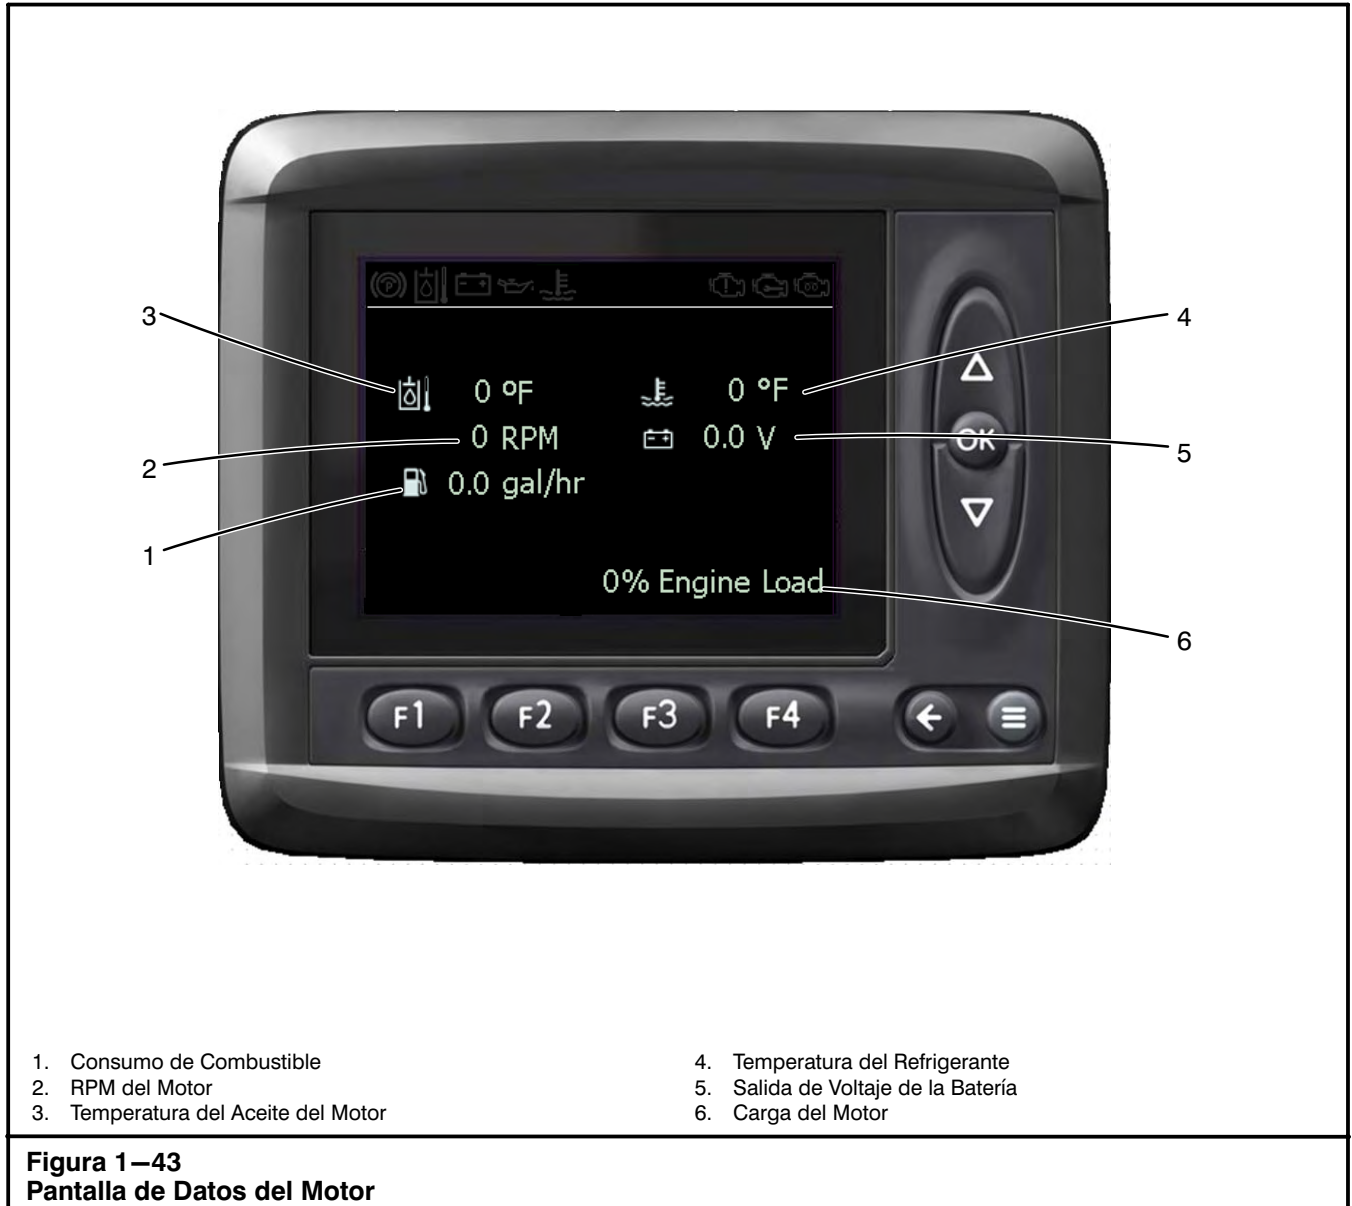 3
4
0 ºF
0 ºF
0 RPM
0.0 V
OK
2
5
0.0 gal/hr
1
0% Engine Load
6
F1
F2
F3
F4
1. Consumo de Combustible
2. RPM del Motor
3. Temperatura del Aceite del Motor
4. Temperatura del Refrigerante
5. Salida de Voltaje de la Batería
6. Carga del Motor
Figura 1—43
Pantalla de Datos del Motor